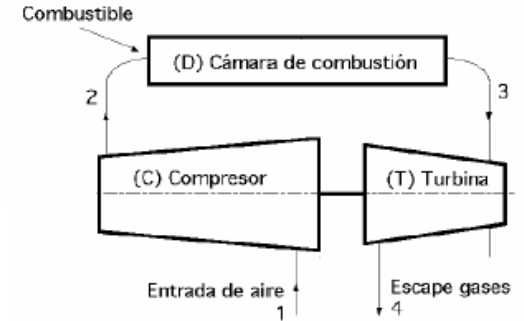 Combustible
(D) Cámara de combustión
2
3
(C) Compresor
(T) Turbina
Entrada de aire
1
Escape gases
4